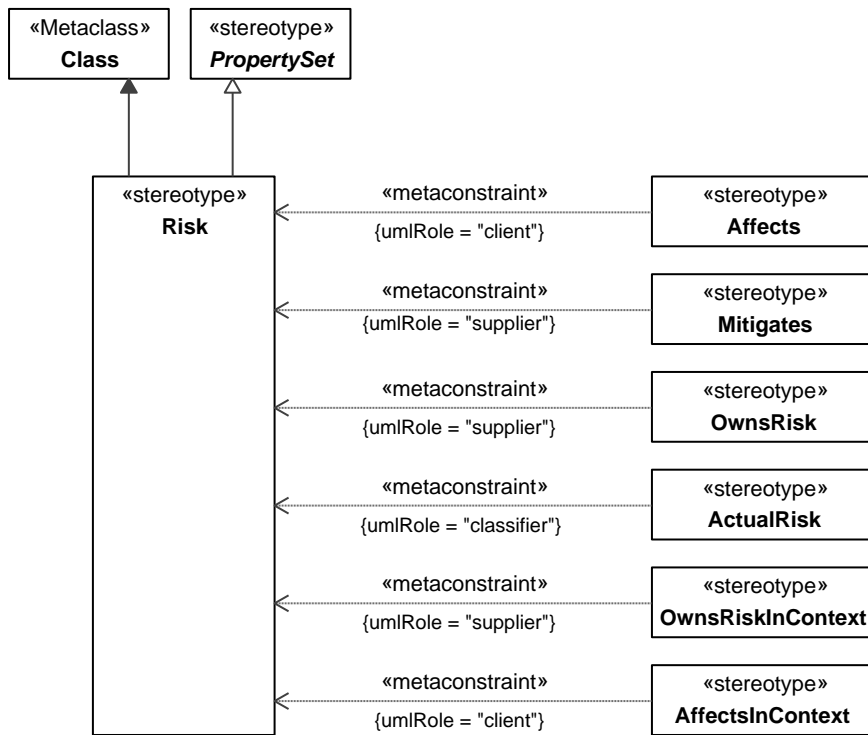 «Metaclass»
Class
«stereotype»
PropertySet
«stereotype»
Risk
«metaconstraint»
{umlRole = "client"}
«stereotype»
Affects
«metaconstraint»
{umlRole = "supplier"}
«stereotype»
Mitigates
«metaconstraint»
{umlRole = "supplier"}
«stereotype»
OwnsRisk
«metaconstraint»
{umlRole = "classifier"}
«stereotype»
ActualRisk
«metaconstraint»
{umlRole = "supplier"}
«stereotype»
OwnsRiskInContext
«metaconstraint»
{umlRole = "client"}
«stereotype»
AffectsInContext